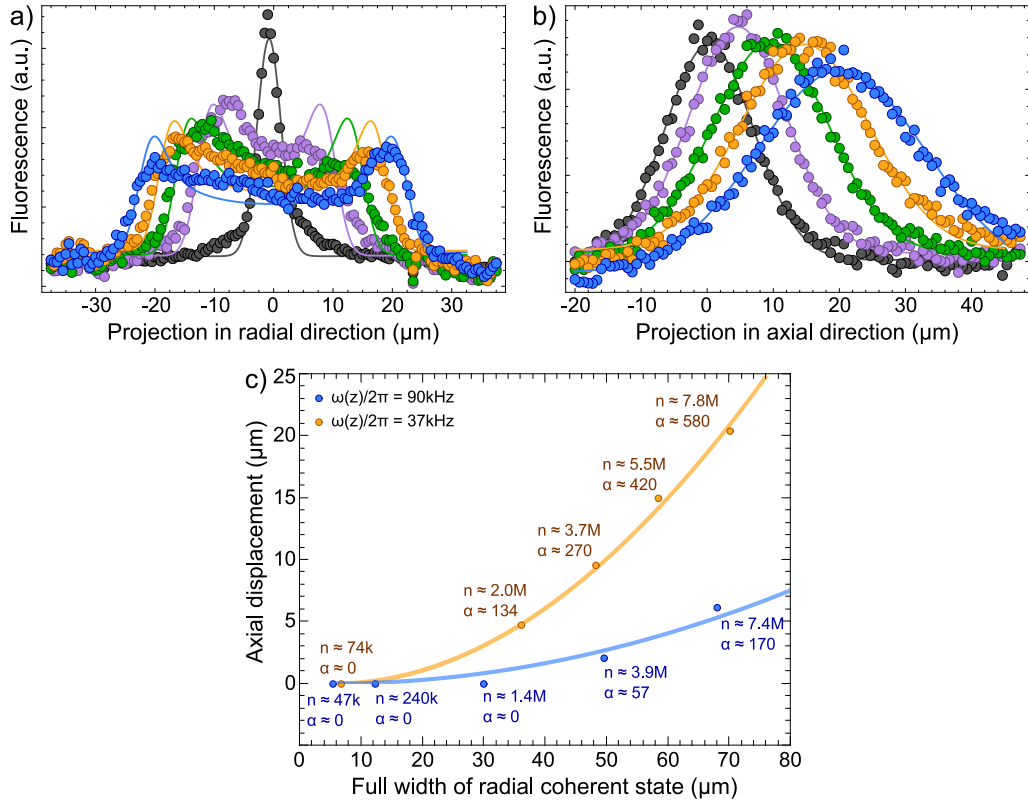 a)
Fluorescence (a.u.)
-30 -20 -10 0 10 20 30
Projection in radial direction (µm)
b)
Fluorescence (a.u.)
-20 -10 0 10 20 30 40
Projection in axial direction (µm)
c)
Axial displacement (µm)
25
20
15
10
5
0
ω(z)/2π = 90kHz
ω(z)/2π = 37kHz
n ≈ 7.8M
α ≈ 580
n ≈ 5.5M
α ≈ 420
n ≈ 3.7M
α ≈ 270
n ≈ 2.0M
α ≈ 134
n ≈ 74k
α ≈ 0
n ≈ 47k
α ≈ 0
n ≈ 240k
α ≈ 0
n ≈ 1.4M
α ≈ 0
n ≈ 3.9M
α ≈ 57
n ≈ 7.4M
α ≈ 170
0 10 20 30 40 50 60 70 80
Full width of radial coherent state (µm)